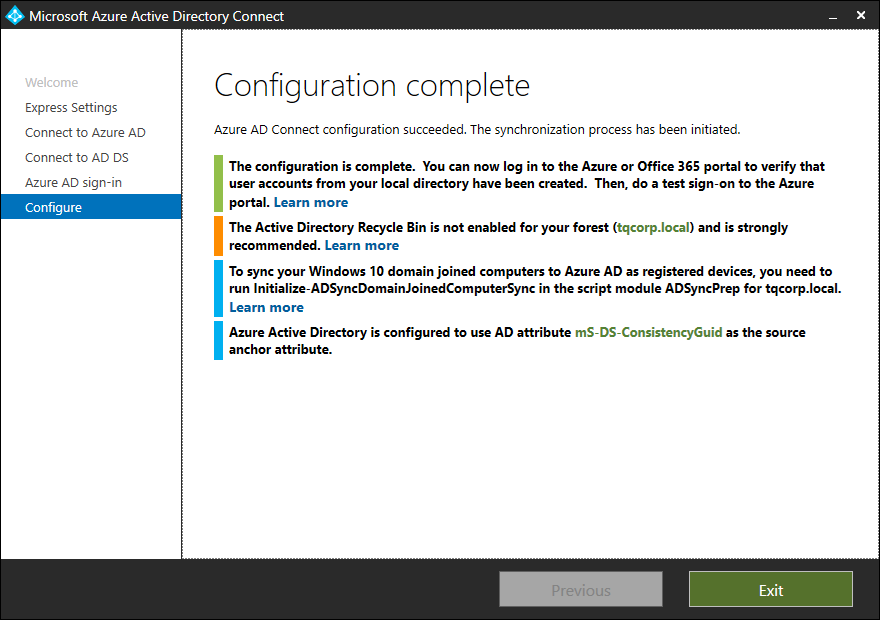 Microsoft Azure Active Directory Connect
Welcome
Express Settings
Connect to Azure AD
Connect to AD DS
Azure AD sign-in
Configure
Configuration complete
Azure AD Connect configuration succeeded. The synchronization process has been initiated.
The configuration is complete.  You can now log in to the Azure or Office 365 portal to verify that
user accounts from your local directory have been created.  Then, do a test sign-on to the Azure
portal. Learn more
The Active Directory Recycle Bin is not enabled for your forest (tqcorp.local) and is strongly
recommended. Learn more
To sync your Windows 10 domain joined computers to Azure AD as registered devices, you need to
run Initialize-ADSyncDomainJoinedComputerSync in the script module ADSyncPrep for tqcorp.local.
Learn more
Azure Active Directory is configured to use AD attribute mS-DS-ConsistencyGuid as the source
anchor attribute.
Previous
Exit